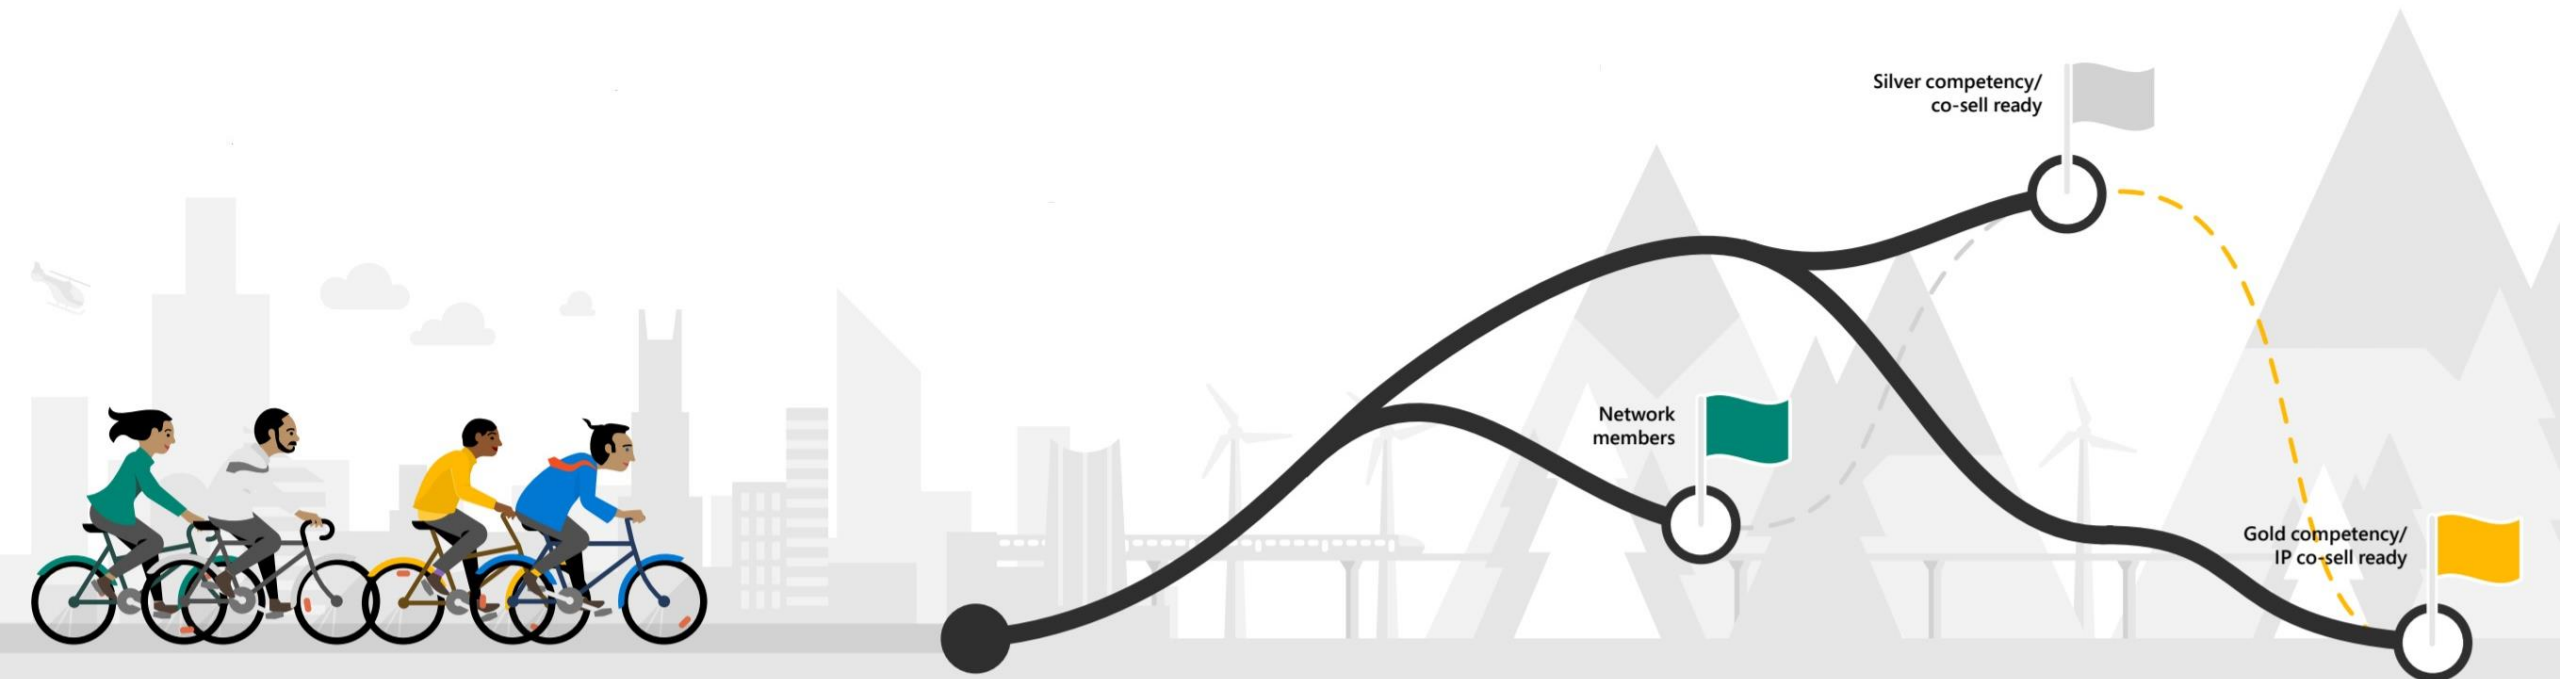 Silver competency/
co-sell ready
Network
members
Gold competency/
IP co-sell ready